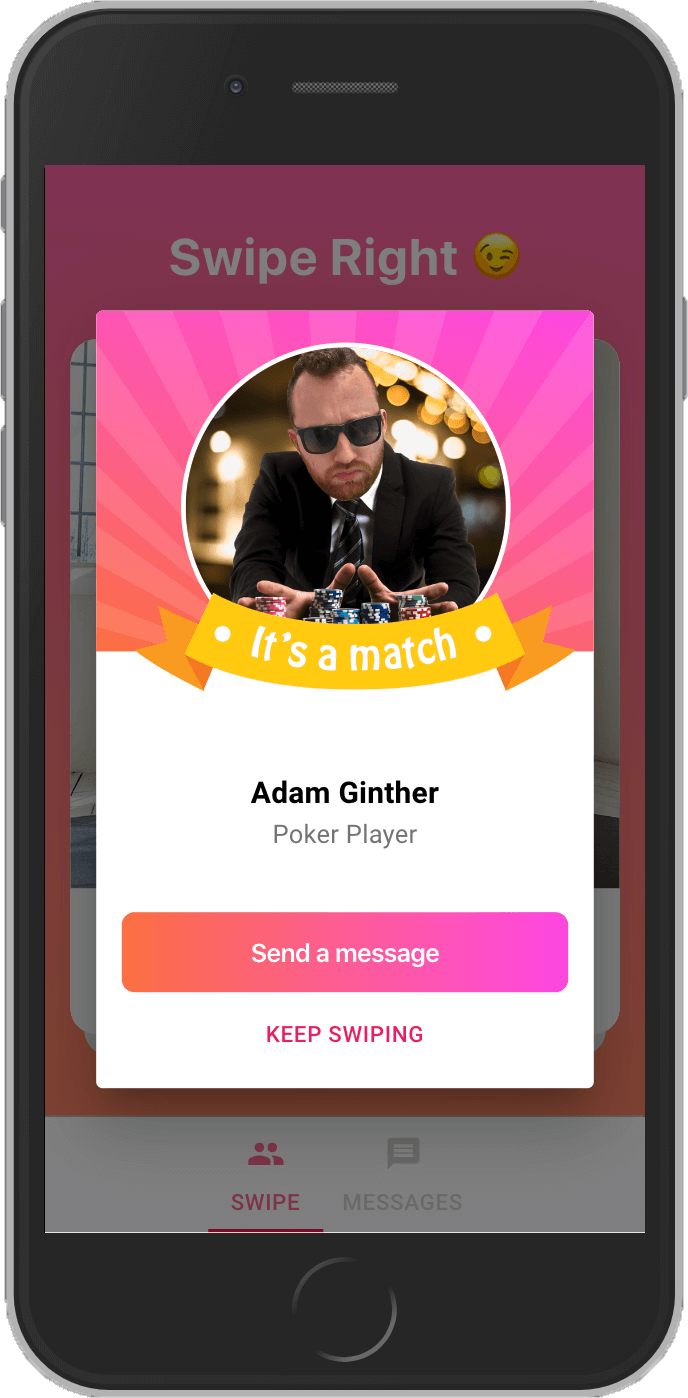 Swipe Right 😉
It's a match
Adam Ginther
Poker Player
Send a message
KEEP SWIPING
SWIPE MESSAGES